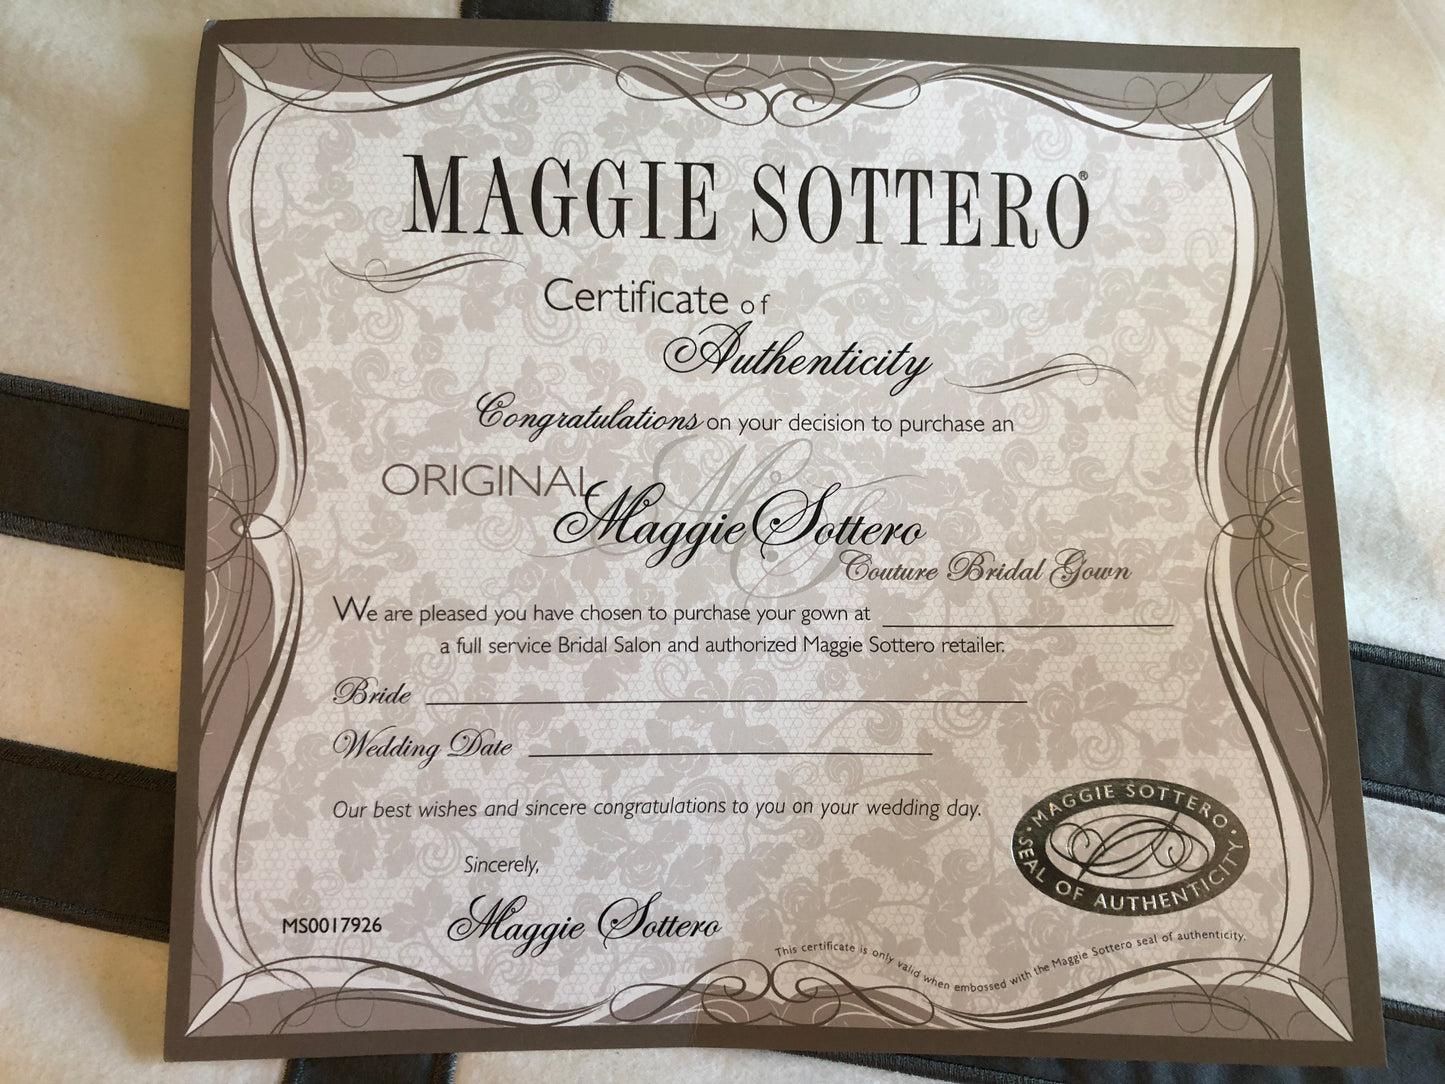 MAGGIE SOTTERO®
Certificate of
Authenticity
Congratulations on your decision to purchase an
ORIGINAL
Maggie Sottero
Couture Bridal Gown
We are pleased you have chosen to purchase your gown at
a full service Bridal Salon and authorized Maggie Sottero retailer.
Bride
Wedding Date
Our best wishes and sincere congratulations to you on your wedding day.
Sincerely,
Maggie Sottero
MS0017926
MAGGIE SOTTERO
SEAL OF AUTHENTICITY
This certificate is only valid when embossed with the Maggie Sottero seal of authenticity.